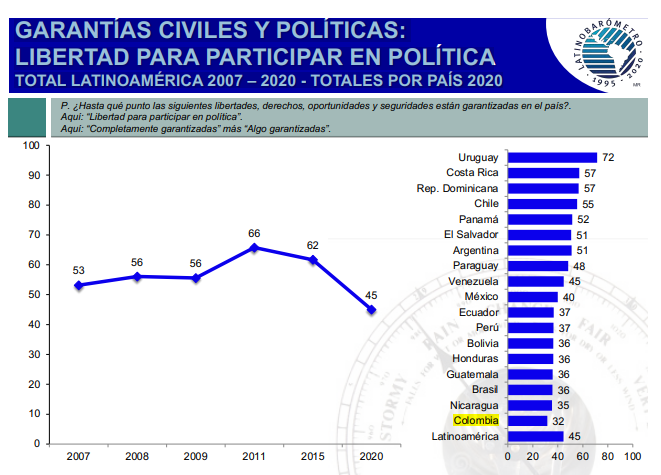 GARANTÍAS CIVILES Y POLÍTICAS:
LIBERTAD PARA PARTICIPAR EN POLÍTICA
TOTAL LATINOAMÉRICA 2007 – 2020 - TOTALES POR PAÍS 2020
LATINOBARÓMETRO
1995 - 2020
MR
P. ¿Hasta qué punto las siguientes libertades, derechos, oportunidades y seguridades están garantizadas en el país?.
Aquí: “Libertad para participar en política”.
Aquí: “Completamente garantizadas” más “Algo garantizadas”.
100
90
80
70
60
50
40
30
20
10
0
53
56
56
66
62
45
2007
2008
2009
2011
2015
2020
Uruguay 72
Costa Rica 57
Rep. Dominicana 57
Chile 55
Panamá 52
El Salvador 51
Argentina 51
Paraguay 48
Venezuela 45
México 40
Ecuador 37
Perú 37
Bolivia 36
Honduras 36
Guatemala 36
Brasil 36
Nicaragua 35
Colombia 32
Latinoamérica 45
0 20 40 60 80 100
STORMY
RAIN
FAIR